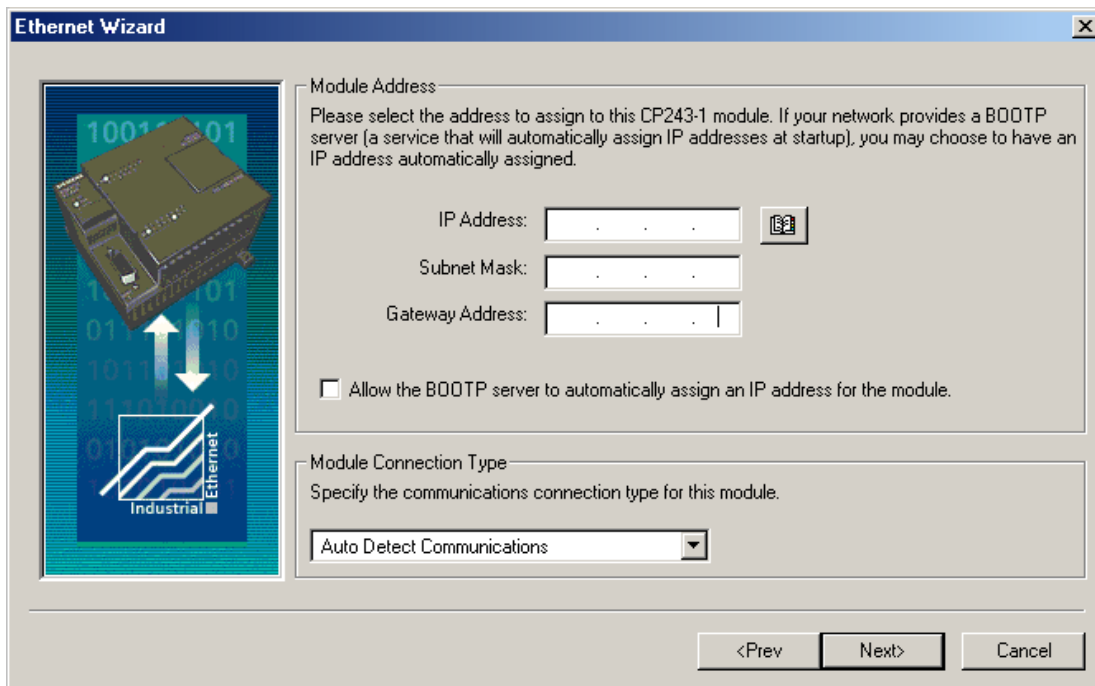 Ethernet Wizard
Module Address
Please select the address to assign to this CP243-1 module. If your network provides a BOOTP
server (a service that will automatically assign IP addresses at startup), you may choose to have an
IP address automatically assigned.
IP Address:
Subnet Mask:
Gateway Address:
Allow the BOOTP server to automatically assign an IP address for the module.
Module Connection Type
Specify the communications connection type for this module.
Auto Detect Communications
Industrial
Ethernet
<Prev
Next>
Cancel